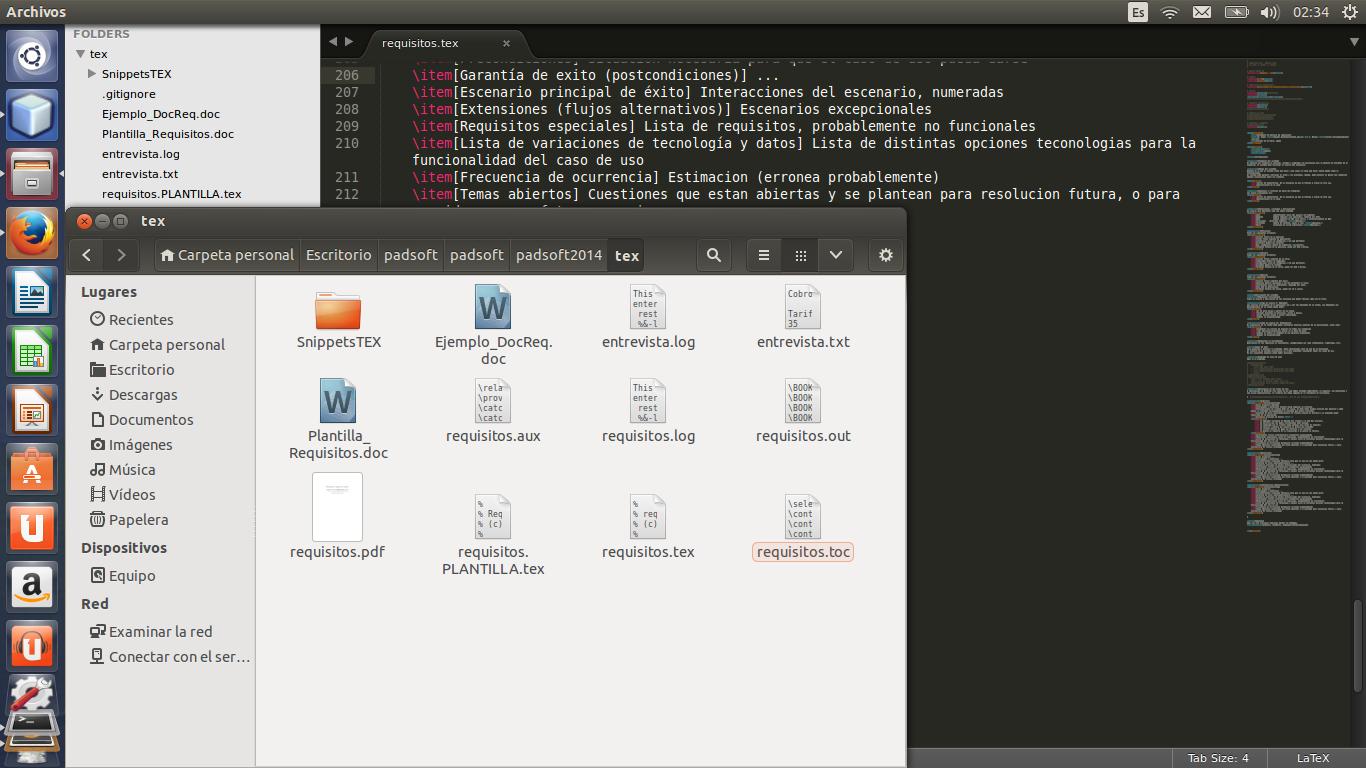 Archivos
Es
02:34
FOLDERS
tex
SnippetsTEX
.gitignore
Ejemplo_DocReq.doc
Plantilla_Requisitos.doc
entrevista.log
entrevista.txt
requisitos.PLANTILLA.tex
requisitos.tex
206 \item[Garantía de exito (postcondiciones)] ...
207 \item[Escenario principal de éxito] Interacciones del escenario, numeradas
208 \item[Extensiones (flujos alternativos)] Escenarios excepcionales
209 \item[Requisitos especiales] Lista de requisitos, probablemente no funcionales
210 \item[Lista de variaciones de tecnología y datos] Lista de distintas opciones teconologias para la
funcionalidad del caso de uso
211 \item[Frecuencia de ocurrencia] Estimacion (erronea probablemente)
212 \item[Temas abiertos] Cuestiones que estan abiertas y se plantean para resolucion futura, o para
tex
Carpeta personal
Escritorio
padsoft
padsoft
padsoft2014
tex
Lugares
Recientes
Carpeta personal
Escritorio
Descargas
Documentos
Imágenes
Música
Vídeos
Papelera
Dispositivos
Equipo
Red
Examinar la red
Conectar con el ser...
SnippetsTEX
W
Ejemplo_DocReq.
doc
This
enter
rest
%&-l
entrevista.log
Cobro
Tarif
35
entrevista.txt
W
Plantilla_
Requisitos.doc
\rela
\prov
\catc
\catc
requisitos.aux
This
enter
rest
%&-l
requisitos.log
\BOOK
\BOOK
\BOOK
\BOOK
requisitos.out
requisitos.pdf
%
% Req
% (c)
%
requisitos.
PLANTILLA.tex
%
% req
% (c)
%
requisitos.tex
\sele
\cont
\cont
\cont
requisitos.toc
Tab Size: 4
LaTeX